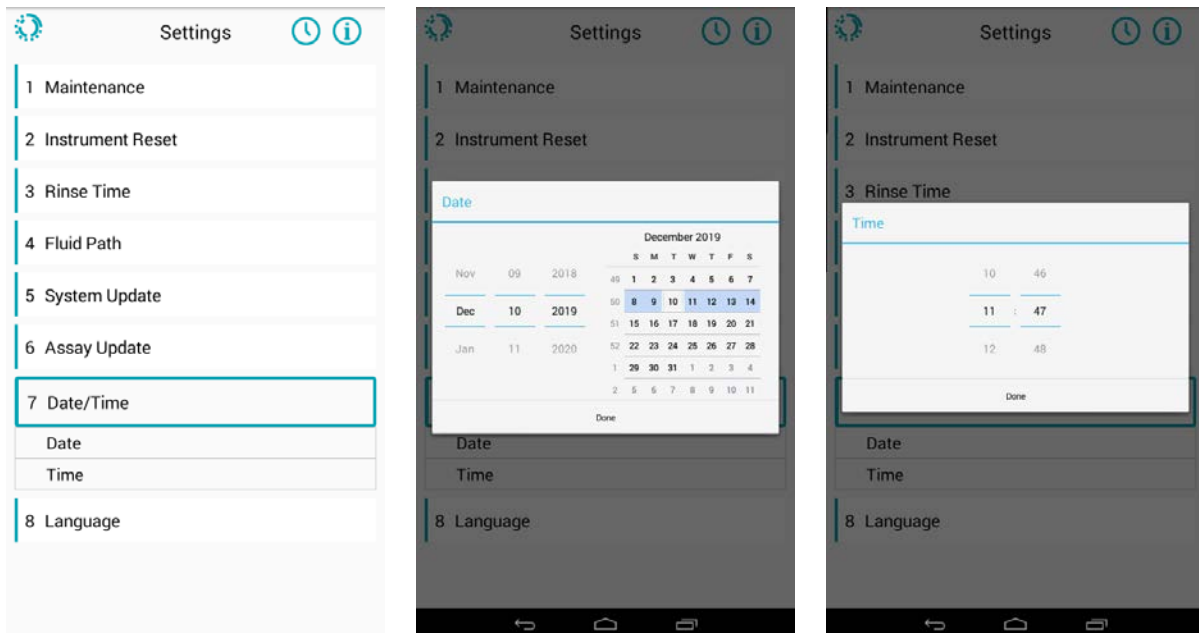 Settings
1 Maintenance
2 Instrument Reset
3 Rinse Time
4 Fluid Path
5 System Update
6 Assay Update
7 Date/Time
Date
Time
8 Language
Settings
1 Maintenance
2 Instrument Reset
Date
December 2019
S M T W T F S
49 1 2 3 4 5 6 7
50 8 9 10 11 12 13 14
51 15 16 17 18 19 20 21
52 22 23 24 25 26 27 28
1 29 30 31 1 2 3 4
2 5 6 7 8 9 10 11
Nov 09 2018
Dec 10 2019
Jan 11 2020
Done
Date
Time
8 Language
Settings
1 Maintenance
2 Instrument Reset
3 Rinse Time
Time
10 46
11 : 47
12 48
Done
Date
Time
8 Language